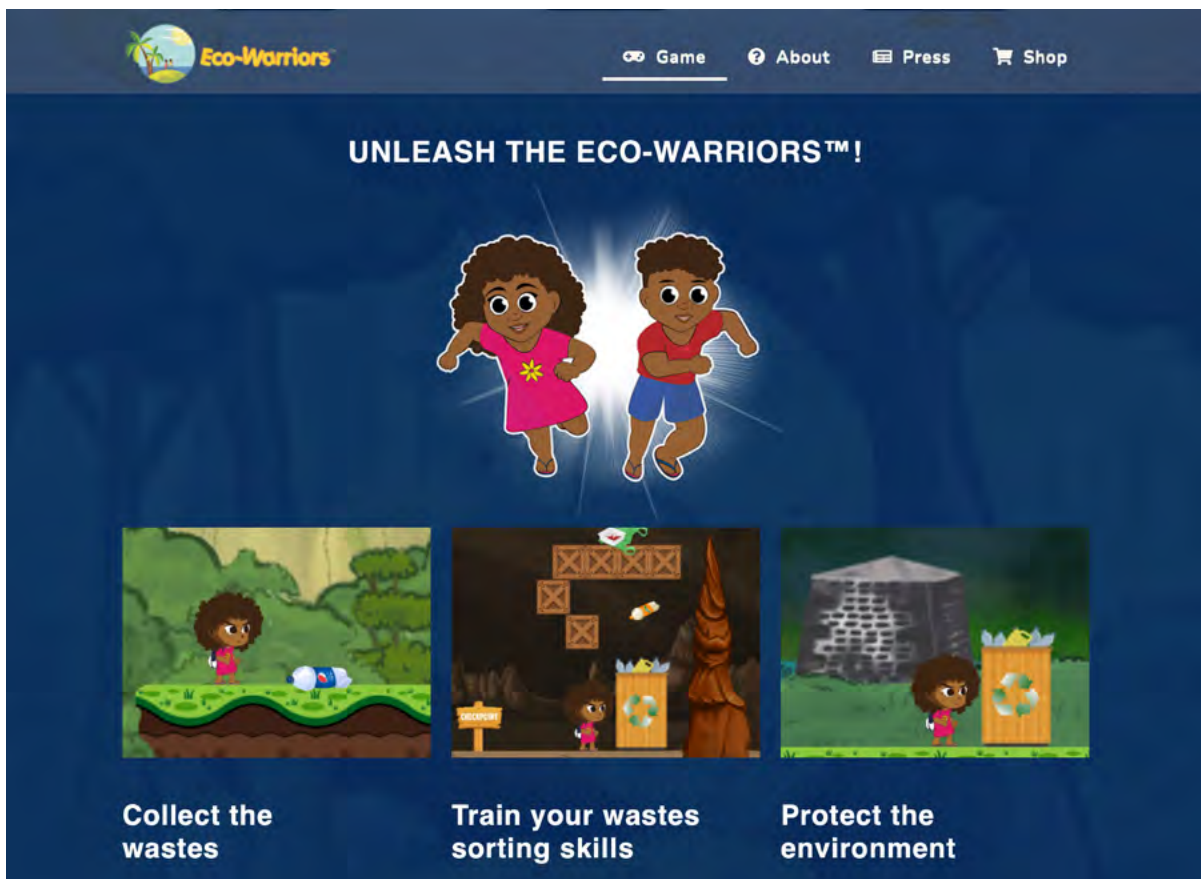 Eco-Warriors™
Game About Press Shop
UNLEASH THE ECO-WARRIORS™!
CHECKPOINT
Collect the
wastes
Train your wastes
sorting skills
Protect the
environment